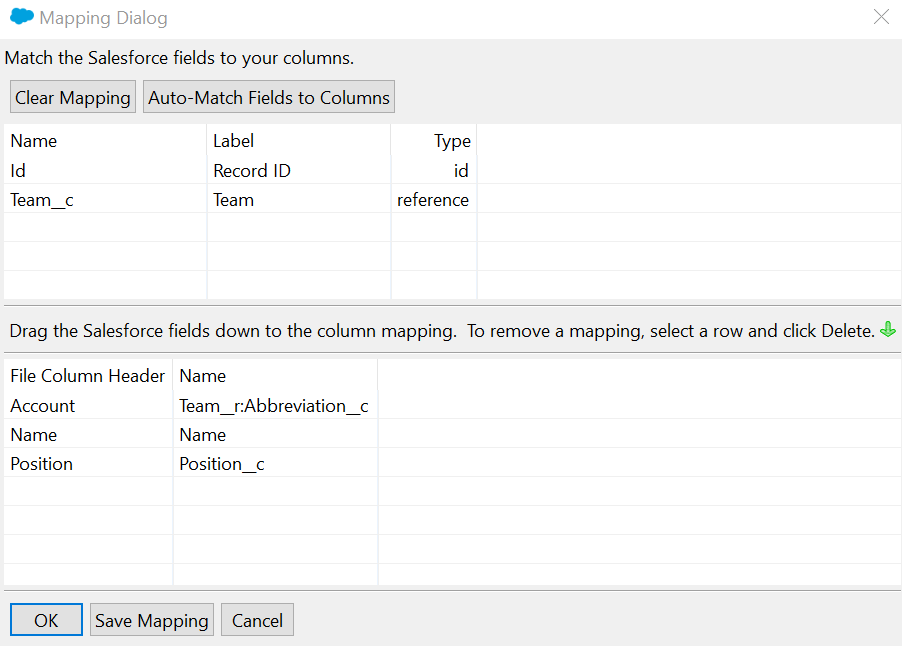 Mapping Dialog
Match the Salesforce fields to your columns.
Clear Mapping Auto-Match Fields to Columns
Name Label Type
Id Record ID id
Team__c Team reference
Drag the Salesforce fields down to the column mapping.  To remove a mapping, select a row and click Delete.
File Column Header Name
Account Team__r:Abbreviation__c
Name Name
Position Position__c
OK Save Mapping Cancel